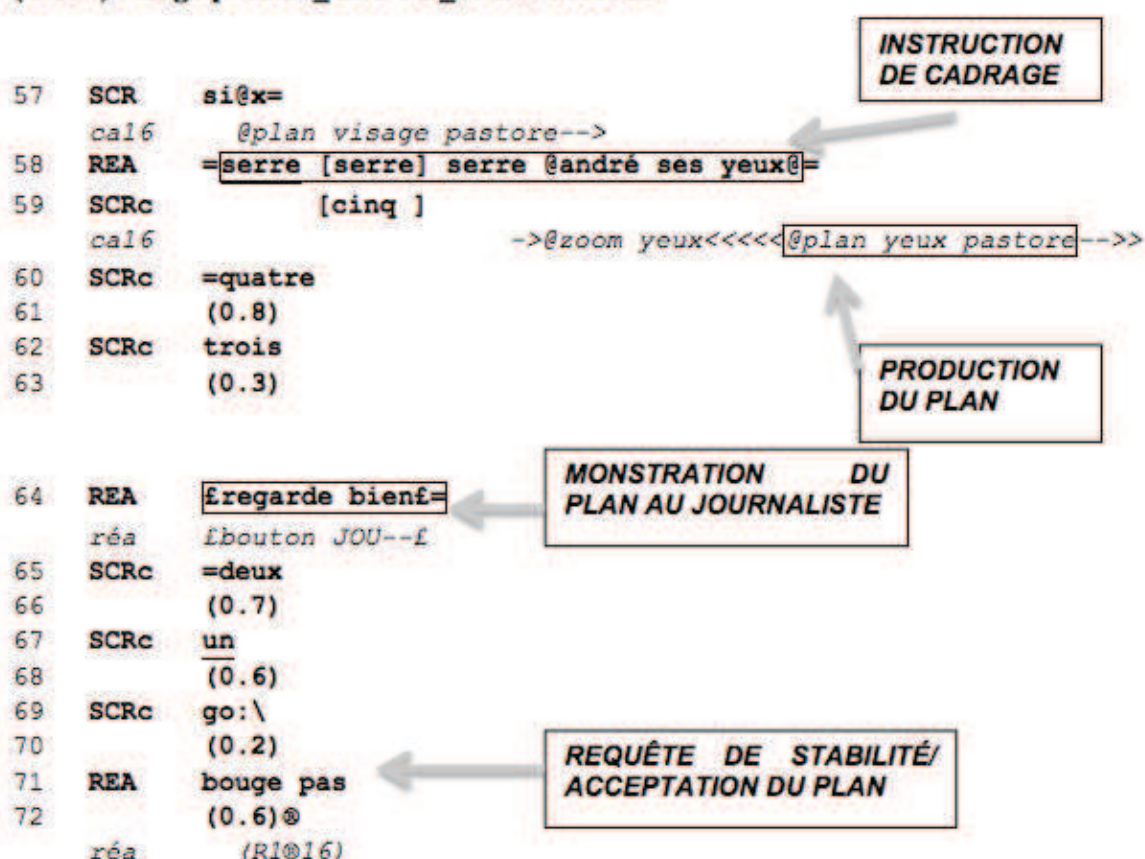 INSTRUCTION
DE CADRAGE
57 SCR si@x=
ca16 @plan visage pastore-->
58 REA =serre [serre] serre @andré ses yeux@=
59 SCRc [cinq ]
ca16 ->@zoom yeux<<<<<@plan yeux pastore-->>
60 SCRc =quatre
61 (0.8)
62 SCRc trois
63 (0.3)
PRODUCTION
DU PLAN
MONSTRATION DU
PLAN AU JOURNALISTE
64 REA £regarde bien£=
réa £bouton JOU--£
65 SCRc =deux
66 (0.7)
67 SCRc un
68 (0.6)
69 SCRc go:\
70 (0.2)
71 REA bouge pas
72 (0.6)®
réa (R1®16)
REQUÊTE DE STABILITÉ/
ACCEPTATION DU PLAN